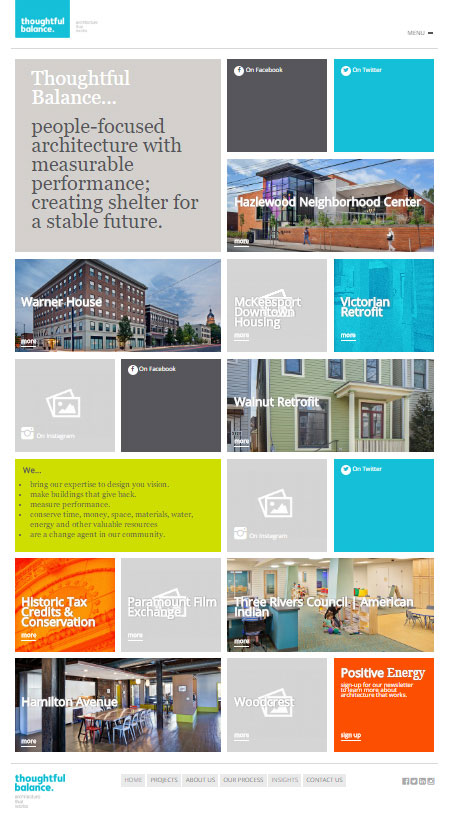 thoughtful
balance.
architecture
that
works
MENU
Thoughtful
Balance...
people-focused
architecture with
measurable
performance;
creating shelter for
a stable future.
On Facebook
On Twitter
Hazlewood Neighborhood Center
more
Warner House
more
McKeesport
Downtown
Housing
more
Victorian
Retrofit
more
On Instagram
On Facebook
Walnut Retrofit
more
We...
bring our expertise to design you vision.
make buildings that give back.
measure performance.
conserve time, money, space, materials, water,
energy and other valuable resources
are a change agent in our community.
On Instagram
On Twitter
Historic Tax
Credits &
Conservation
more
Paramount Film
Exchange
more
Three Rivers Council | American
Indian
more
Hamilton Avenue
more
Woodcrest
more
Positive Energy
sign-up for our newsletter
to learn more about
architecture that works.
sign up
thoughtful
balance.
architecture
that
works
HOME PROJECTS ABOUT US OUR PROCESS INSIGHTS CONTACT US